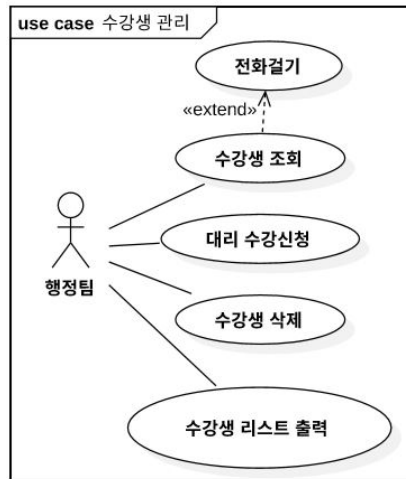 use case 수강생 관리
전화걸기
«extend»
수강생 조회
대리 수강신청
행정팀
수강생 삭제
수강생 리스트 출력